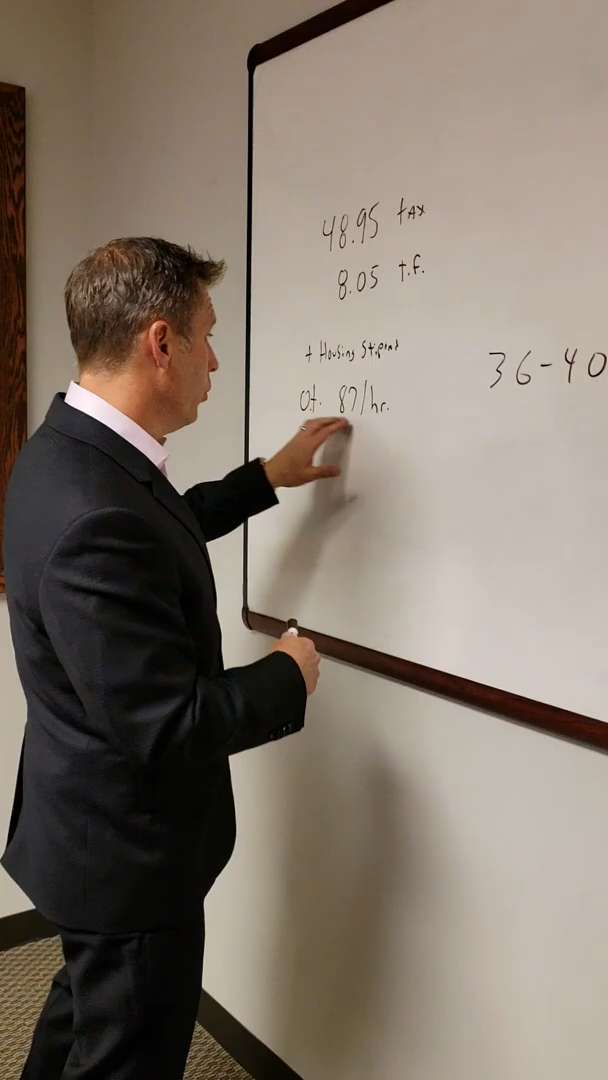 48.95 tax
8.05 t.f.
+ Housing Stipend
O.t. 87/hr.
36-40